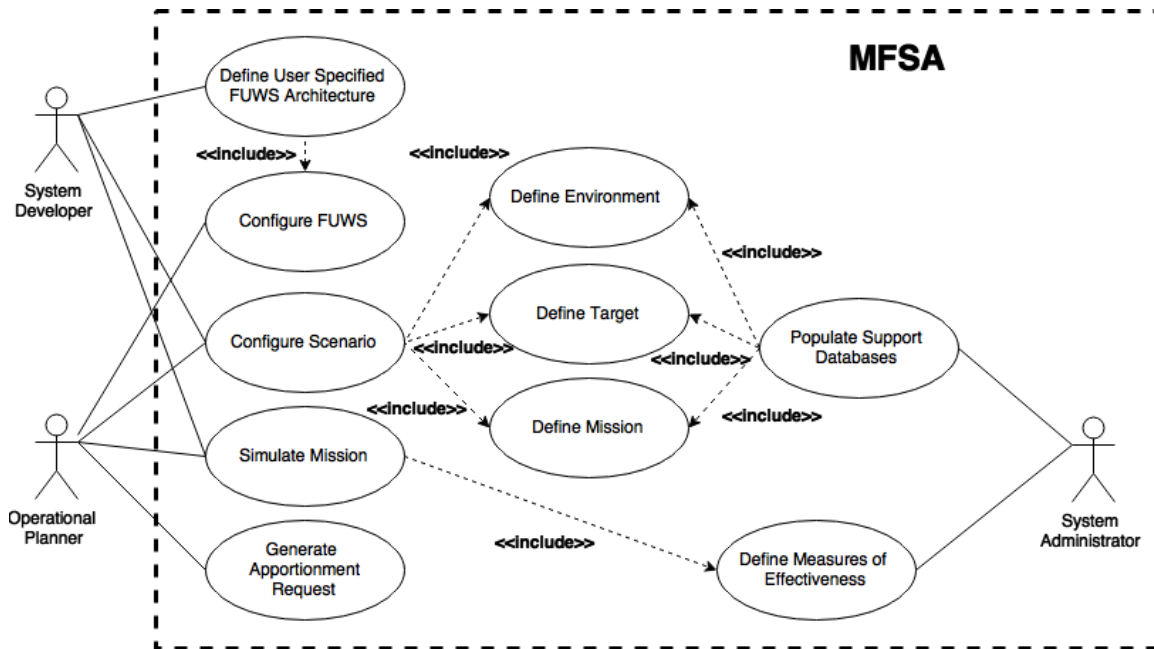 MFSA
Define User Specified
FUWS Architecture
System
Developer
<<include>>
<<include>>
Configure FUWS
Define Environment
<<include>>
Configure Scenario
Define Target
<<include>>
<<include>>
Populate Support
Databases
<<include>>
<<include>>
Define Mission
Simulate Mission
Operational
Planner
<<include>>
Generate
Apportionment
Request
Define Measures of
Effectiveness
System
Administrator